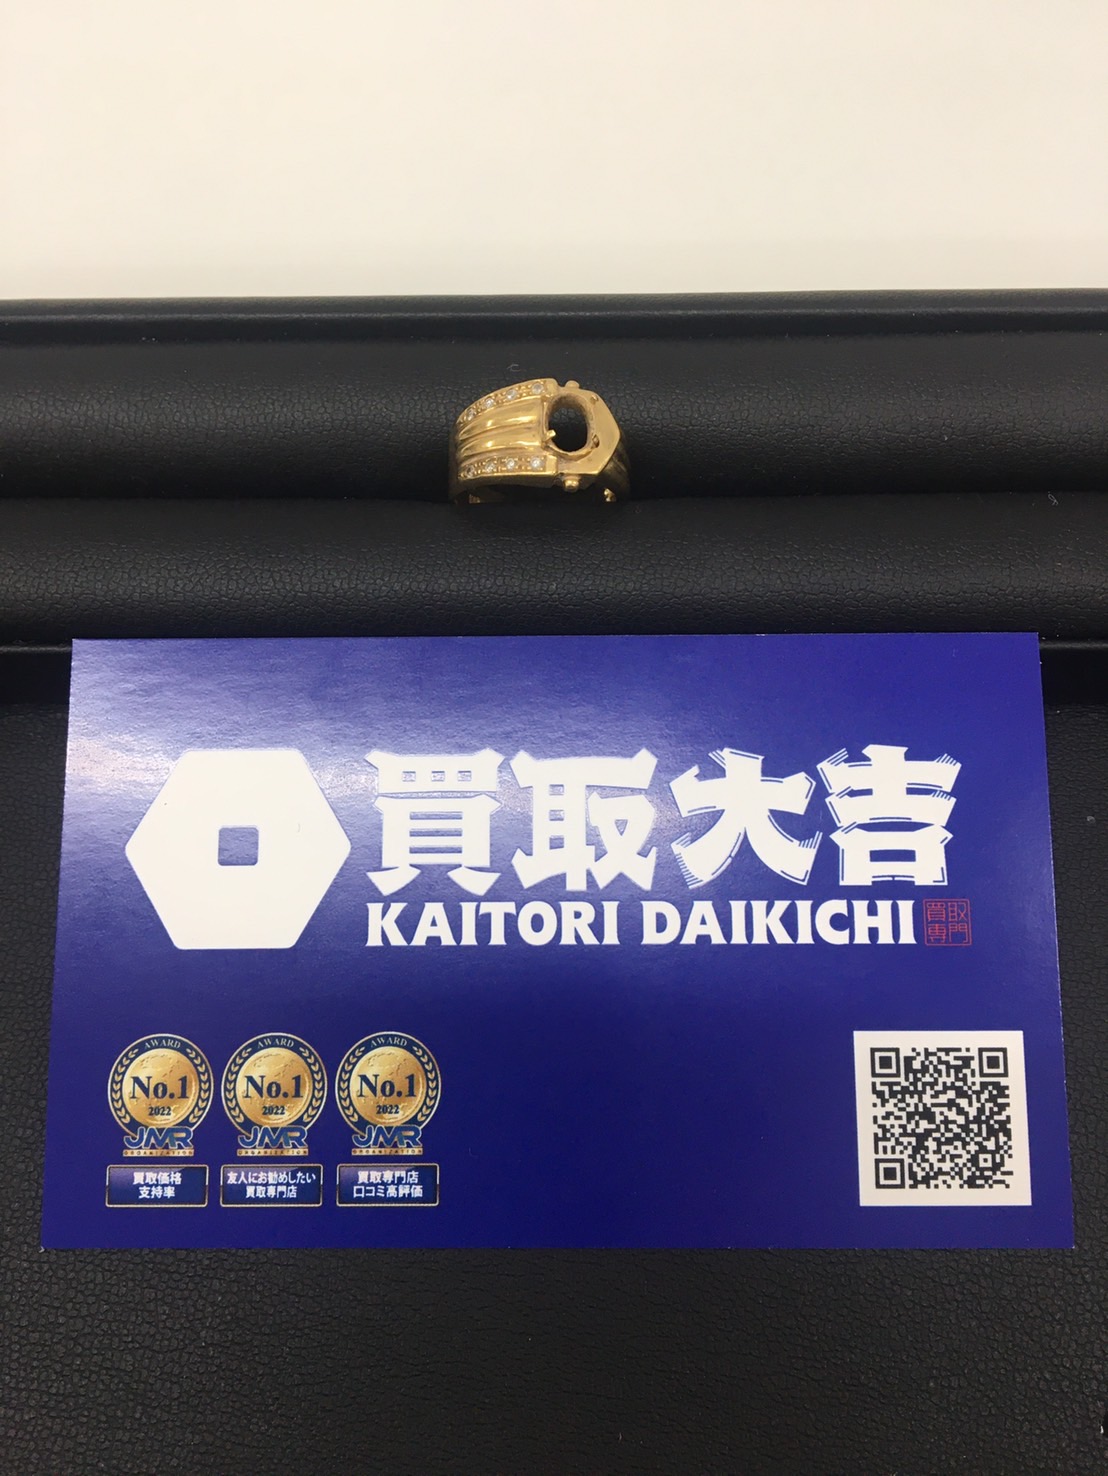 買取大吉
KAITORI DAIKICHI
買取
専門
AWARD
No.1
2022
JMR
ORGANIZATION
買取価格
支持率
AWARD
No.1
2022
JMR
ORGANIZATION
友人にお勧めしたい
買取専門店
AWARD
No.1
2022
JMR
ORGANIZATION
買取専門店
口コミ高評価